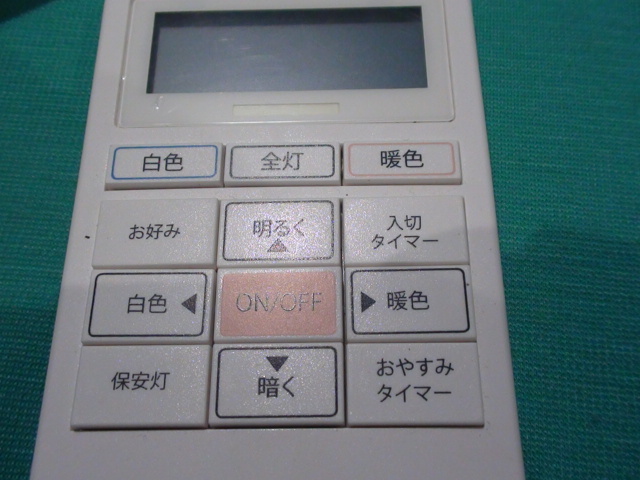 白色
全灯
暖色
お好み
明るく
▲
入切
タイマー
白色 ◀
ON/OFF
▶ 暖色
保安灯
▼
暗く
おやすみ
タイマー